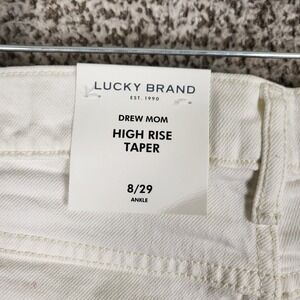 LUCKY BRAND
EST. 1990
DREW MOM
HIGH RISE
TAPER
8/29
ANKLE